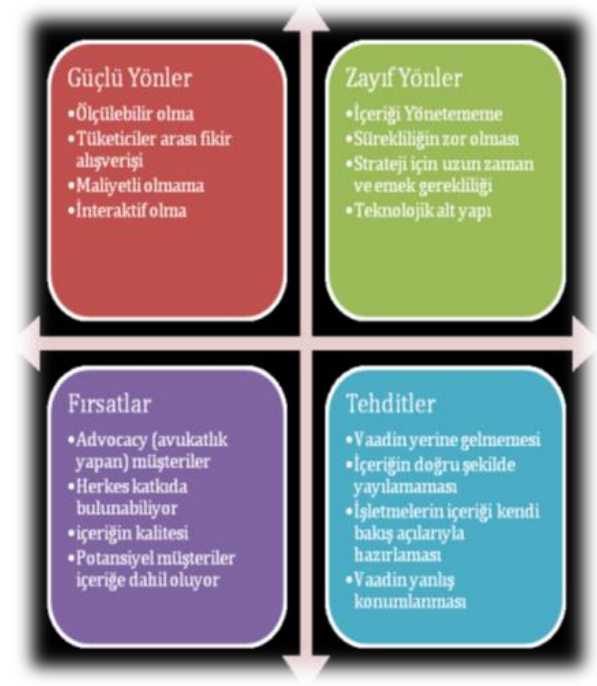 Güçlü Yönler
•Ölçülebilir olma
•Tüketiciler arası fikir
alışverişi
•Maliyetli olmama
•İnteraktif olma
Zayıf Yönler
•İçeriği Yönetememe
•Sürekliliğin zor olması
•Strateji için uzun zaman
ve emek gerekliliği
•Teknolojik alt yapı
Fırsatlar
•Advocacy (avukatlık
yapan) müşteriler
•Herkes katkıda
bulunabiliyor
•içeriğin kalitesi
•Potansiyel müşteriler
içeriğe dahil oluyor
Tehditler
•Vaadin yerine gelmemesi
•İçeriğin doğru şekilde
yayılamaması
•İşletmelerin içeriği kendi
bakış açılarıyla
hazırlaması
•Vaadin yanlış
konumlanması